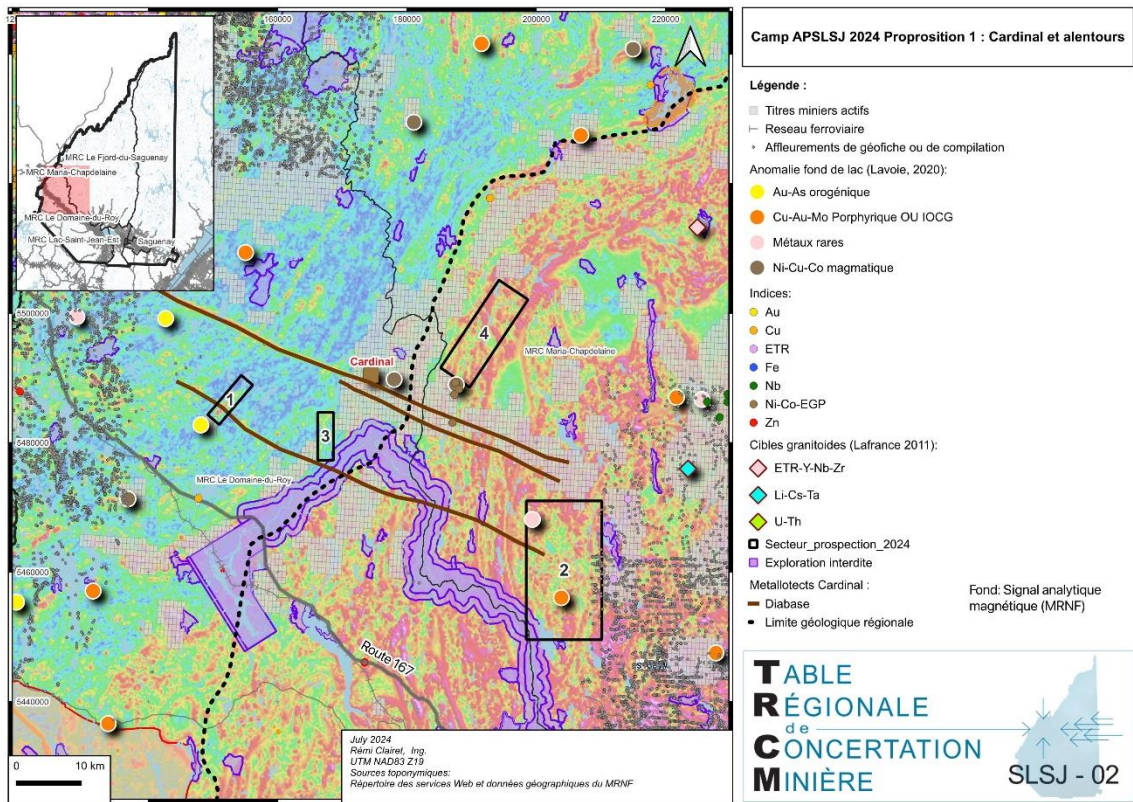 160000
180000
200000
220000
5500000
5480000
5460000
5440000
MRC Le Fjord-du-Saguenay
MRC Maria-Chapdelaine
MRC Le Domaine-du-Roy
MRC Lac-Saint-Jean-Est
Saguenay
4
MRC Maria-Chapdelaine
Cardinal
1
3
MRC Le Domaine-du-Roy
2
Route 167
0 10 km
July 2024
Rémi Clairet, Ing.
UTM NAD83 Z19
Sources toponymiques:
Répertoire des services Web et données géographiques du MRNF
Camp APSLSJ 2024 Proprosition 1 : Cardinal et alentours
Légende :
Titres miniers actifs
Reseau ferroviaire
Affleurements de géofiche ou de compilation
Anomalie fond de lac (Lavoie, 2020):
Au-As orogénique
Cu-Au-Mo Porphyrique OU IOCG
Métaux rares
Ni-Cu-Co magmatique
Indices:
Au
Cu
ETR
Fe
Nb
Ni-Co-EGP
Zn
Cibles granitoides (Lafrance 2011):
ETR-Y-Nb-Zr
Li-Cs-Ta
U-Th
Secteur_prospection_2024
Exploration interdite
Metallotects Cardinal :
Diabase
Limite géologique régionale
Fond: Signal analytique
magnétique (MRNF)
TABLE
RÉGIONALE
de
CONCERTATION
MINIÈRE
SLSJ - 02